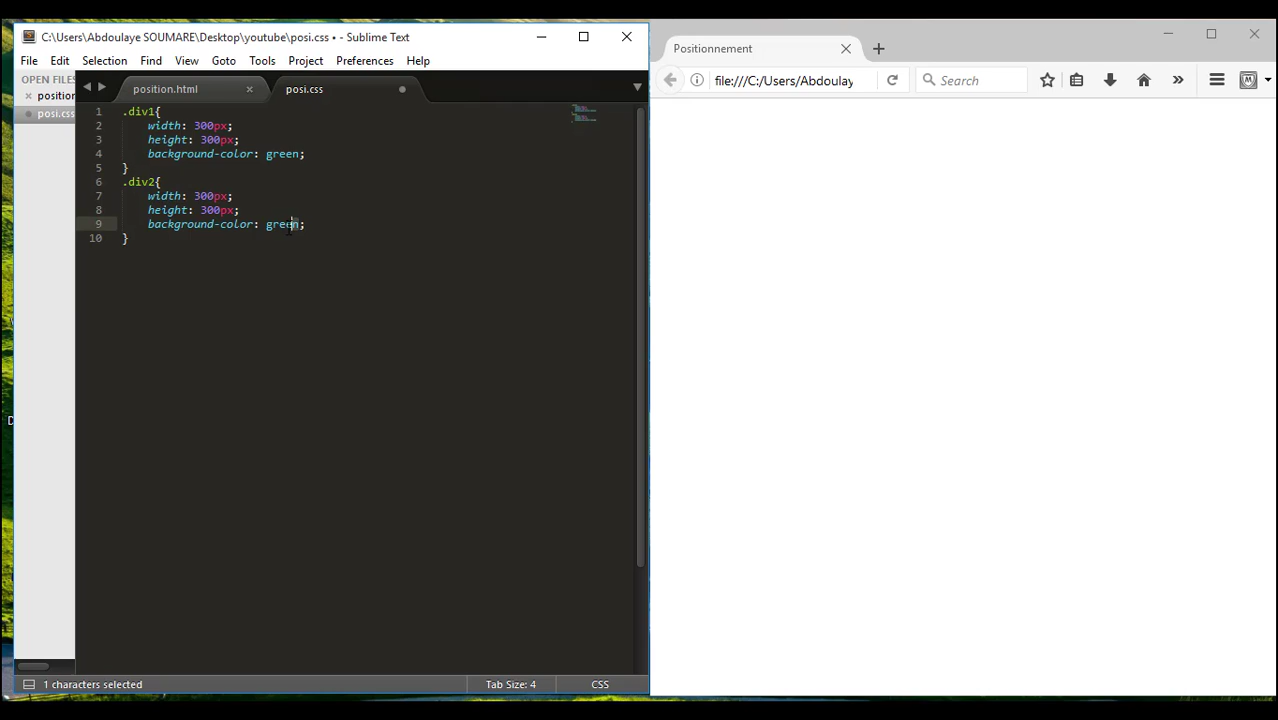 C:\Users\Abdoulaye SOUMARE\Desktop\youtube\posi.css • - Sublime Text
File Edit Selection Find View Goto Tools Project Preferences Help
OPEN FILES
position
posi.css
position.html
posi.css
1 .div1{
2 width: 300px;
3 height: 300px;
4 background-color: green;
5 }
6 .div2{
7 width: 300px;
8 height: 300px;
9 background-color: green;
10 }
1 characters selected
Tab Size: 4
CSS
Positionnement
file:///C:/Users/Abdoulay
Search